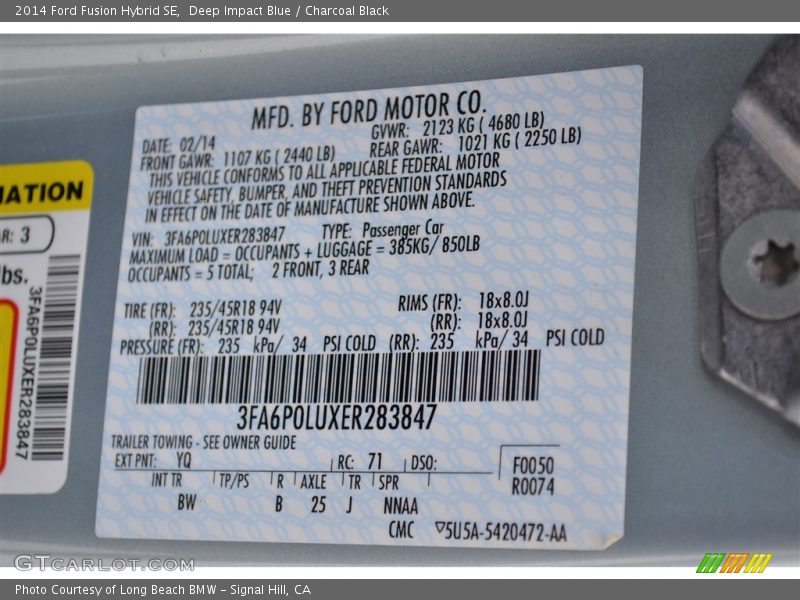 2014 Ford Fusion Hybrid SE, Deep Impact Blue / Charcoal Black
MFD. BY FORD MOTOR CO.
DATE: 02/14 GVWR: 2123 KG ( 4680 LB)
FRONT GAWR: 1107 KG ( 2440 LB) REAR GAWR: 1021 KG ( 2250 LB)
THIS VEHICLE CONFORMS TO ALL APPLICABLE FEDERAL MOTOR
VEHICLE SAFETY, BUMPER, AND THEFT PREVENTION STANDARDS
IN EFFECT ON THE DATE OF MANUFACTURE SHOWN ABOVE.
VIN: 3FA6P0LUXER283847 TYPE: Passenger Car
MAXIMUM LOAD = OCCUPANTS + LUGGAGE = 385KG/ 850LB
OCCUPANTS = 5 TOTAL; 2 FRONT, 3 REAR
TIRE (FR): 235/45R18 94V RIMS (FR): 18x8.0J
(RR): 235/45R18 94V (RR): 18x8.0J
PRESSURE (FR): 235 kPa/ 34 PSI COLD (RR): 235 kPa/ 34 PSI COLD
3FA6P0LUXER283847
TRAILER TOWING - SEE OWNER GUIDE
EXT PNT: YQ RC: 71 DSO: F0050
INT TR TP/PS R AXLE TR SPR R0074
BW B 25 J NNAA
CMC ▽5U5A-5420472-AA
MATION
AR: 3
lbs.
3FA6P0LUXER283847
GTCARLOT.COM
Photo Courtesy of Long Beach BMW - Signal Hill, CA